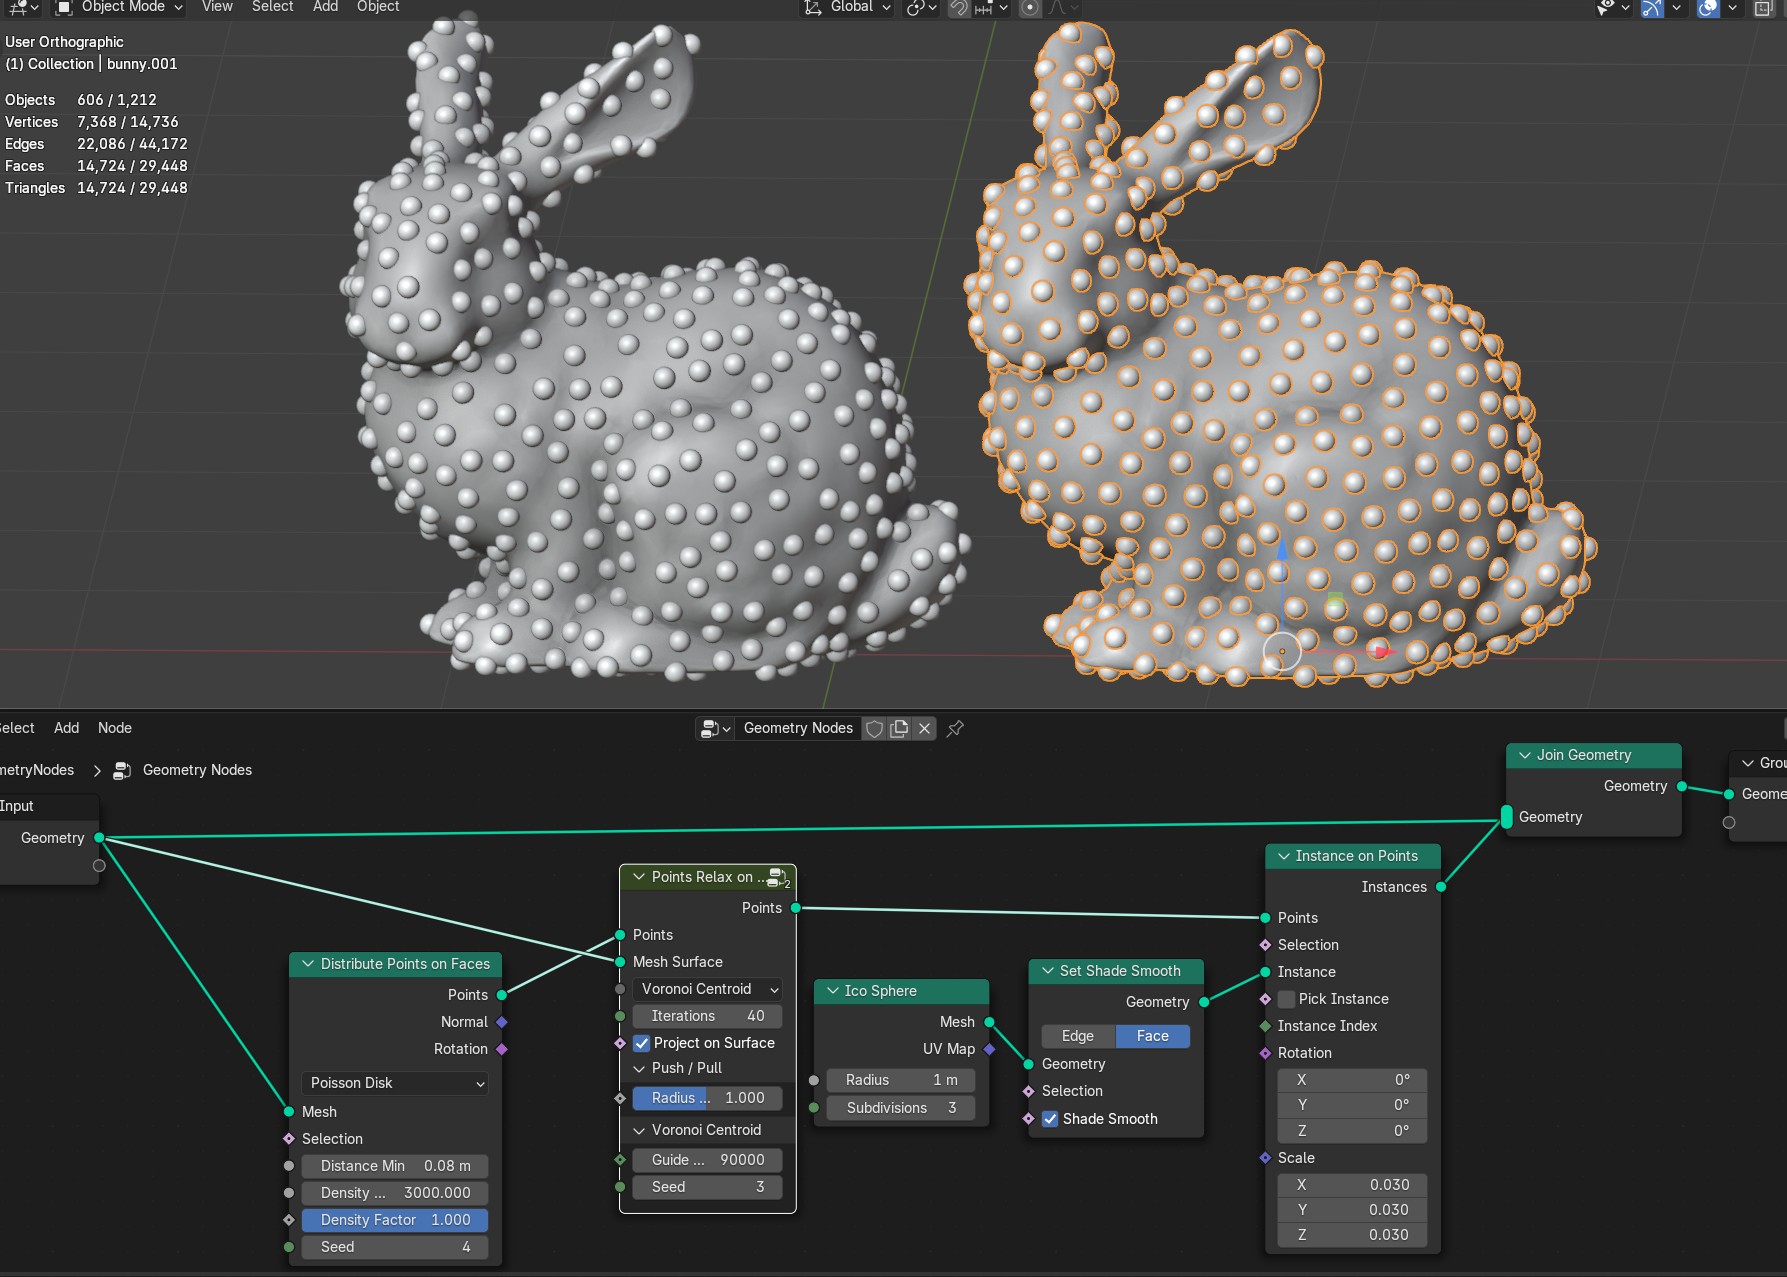 Object Mode View Select Add Object Global
User Orthographic
(1) Collection | bunny.001
Objects 606 / 1,212
Vertices 7,368 / 14,736
Edges 22,086 / 44,172
Faces 14,724 / 29,448
Triangles 14,724 / 29,448
elect Add Node Geometry Nodes
metryNodes > Geometry Nodes
Input
Geometry
Distribute Points on Faces
Points
Normal
Rotation
Poisson Disk
Mesh
Selection
Distance Min 0.08 m
Density ... 3000.000
Density Factor 1.000
Seed 4
Points Relax on ... 2
Points
Points
Mesh Surface
Voronoi Centroid
Iterations 40
Project on Surface
Push / Pull
Radius ... 1.000
Voronoi Centroid
Guide ... 90000
Seed 3
Ico Sphere
Mesh
UV Map
Radius 1 m
Subdivisions 3
Set Shade Smooth
Geometry
Edge Face
Geometry
Selection
Shade Smooth
Instance on Points
Instances
Points
Selection
Instance
Pick Instance
Instance Index
Rotation
X 0°
Y 0°
Z 0°
Scale
X 0.030
Y 0.030
Z 0.030
Join Geometry
Geometry
Geometry
Grou
Geome